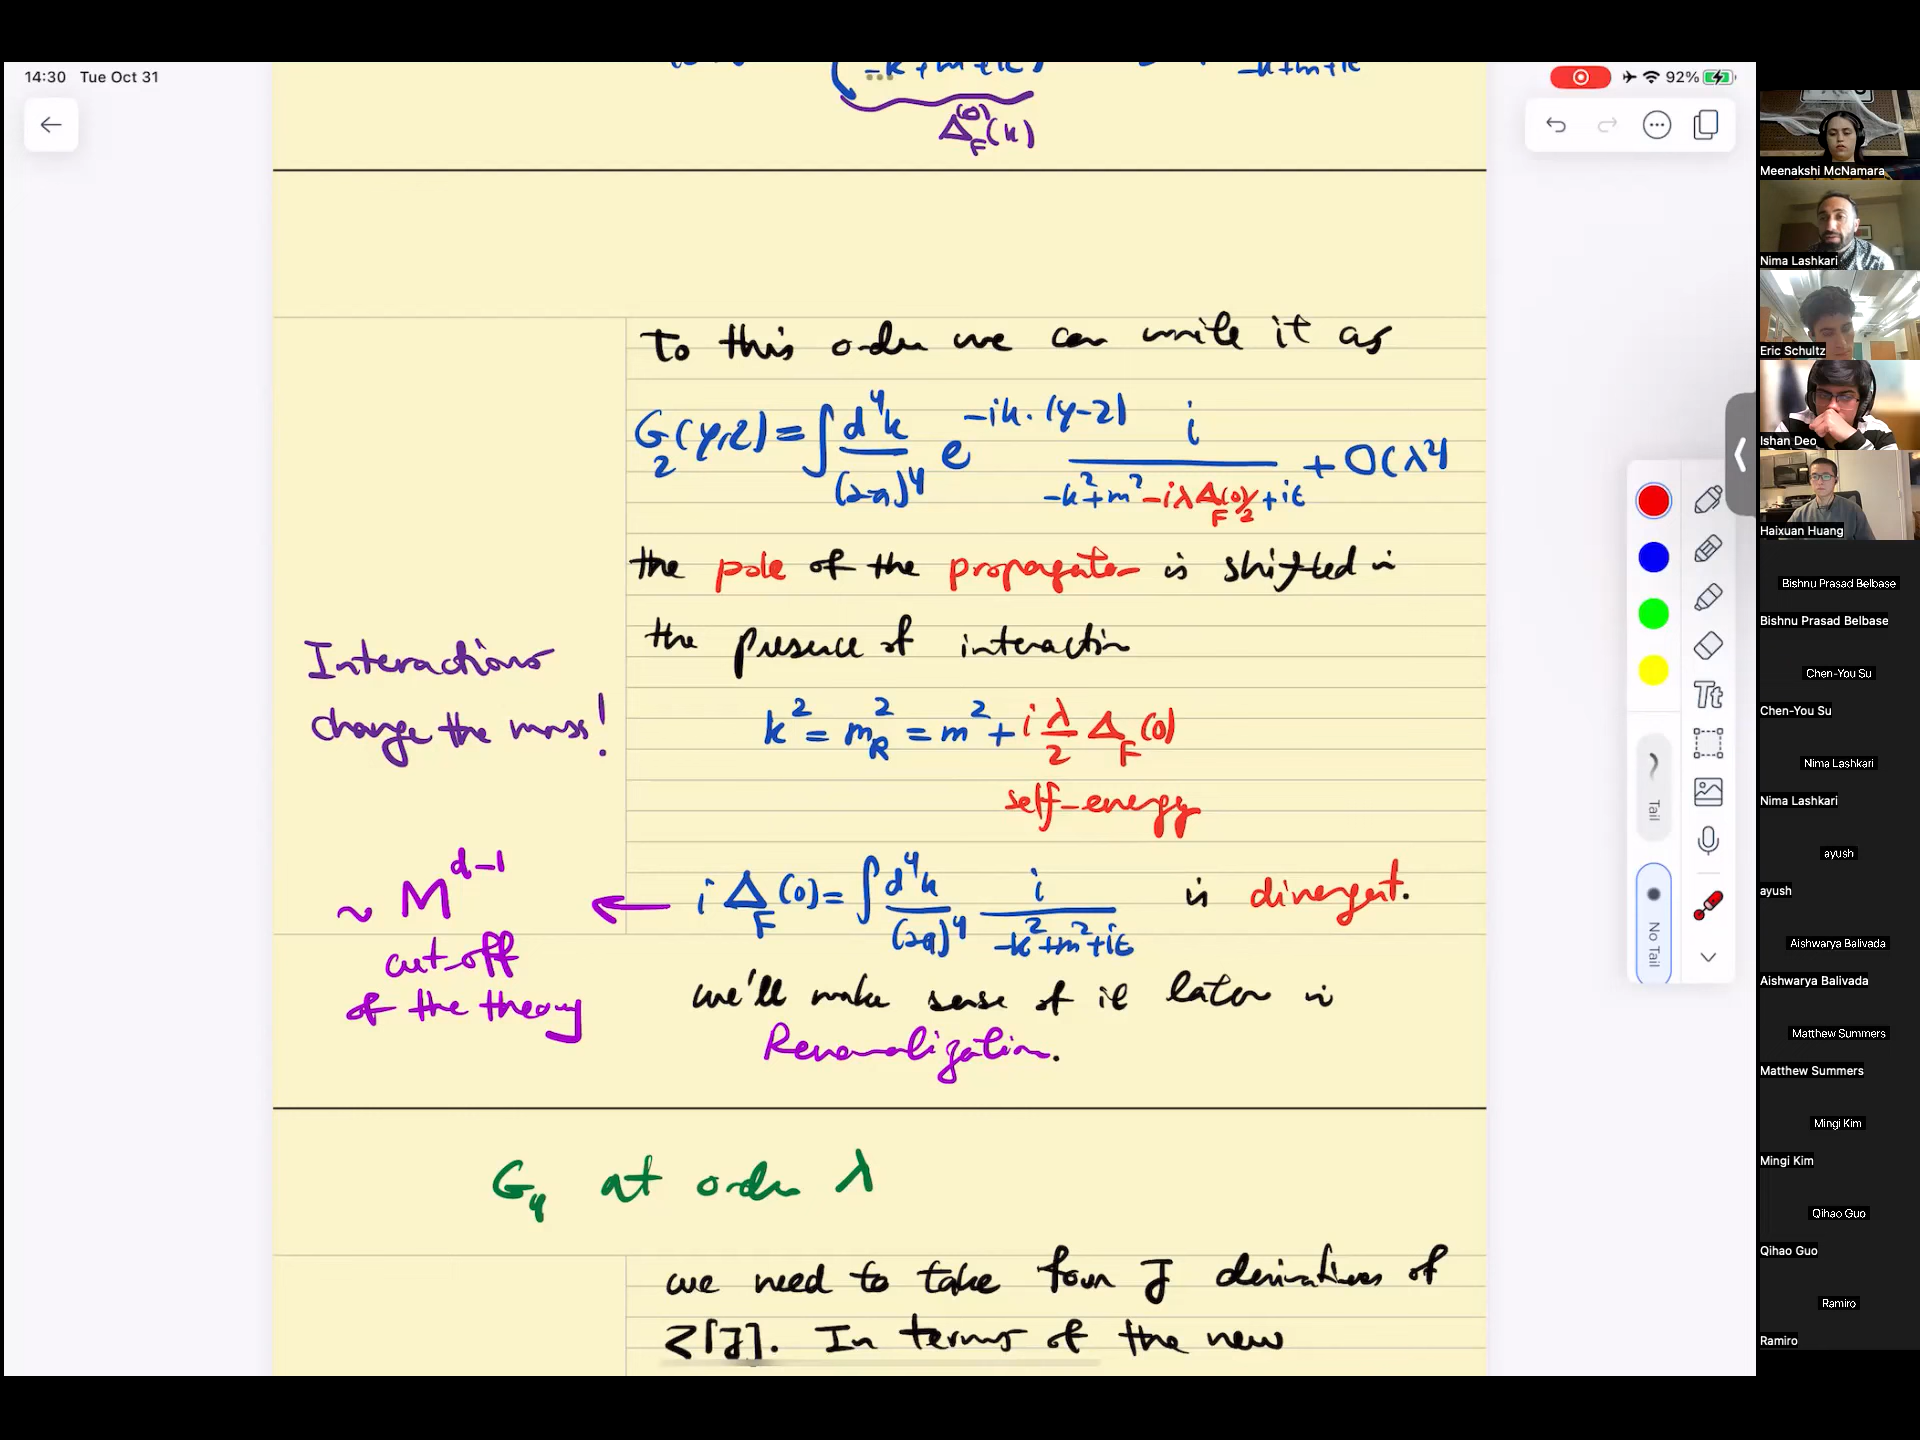 14:30 Tue Oct 31
92%
Δ_F^(0)(k)
To this order we can write it as
G_2(y,z) = ∫ d^4k/(2π)^4 e^{-ik·(y-z)} i/(-k^2+m^2-iλΔ_F(0)/2+iε) + O(λ^2)
the pole of the propagator is shifted in
the presence of interaction
Interactions
change the mass!
k^2 = m_R^2 = m^2 + i λ/2 Δ_F(0)
self-energy
~ M^{d-1} ← i Δ_F(0) = ∫ d^4k/(2π)^4 i/(-k^2+m^2+iε) is divergent.
cut-off
of the theory
we'll make sense of it later in
Renormalization.
G_4 at order λ
we need to take four J derivatives of
Z[J]. In terms of the new
Tt
Tail
No Tail
Meenakshi McNamara
Nima Lashkari
Eric Schultz
Ishan Deo
Haixuan Huang
Bishnu Prasad Belbase
Bishnu Prasad Belbase
Chen-You Su
Chen-You Su
Nima Lashkari
Nima Lashkari
ayush
ayush
Aishwarya Balivada
Aishwarya Balivada
Matthew Summers
Matthew Summers
Mingi Kim
Mingi Kim
Qihao Guo
Qihao Guo
Ramiro
Ramiro